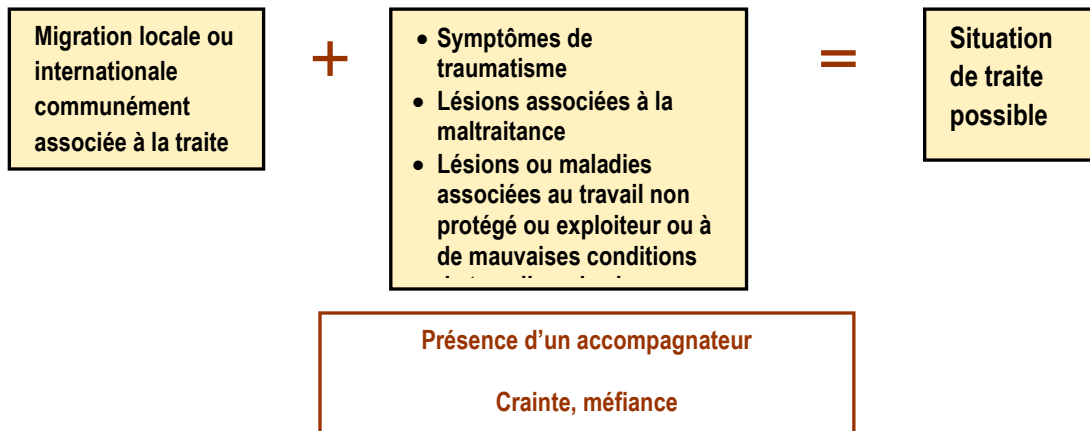 Migration locale ou
internationale
communément
associée à la traite
+
• Symptômes de
traumatisme
• Lésions associées à la
maltraitance
• Lésions ou maladies
associées au travail non
protégé ou exploiteur ou à
de mauvaises conditions
=
Situation
de traite
possible
Présence d’un accompagnateur
Crainte, méfiance